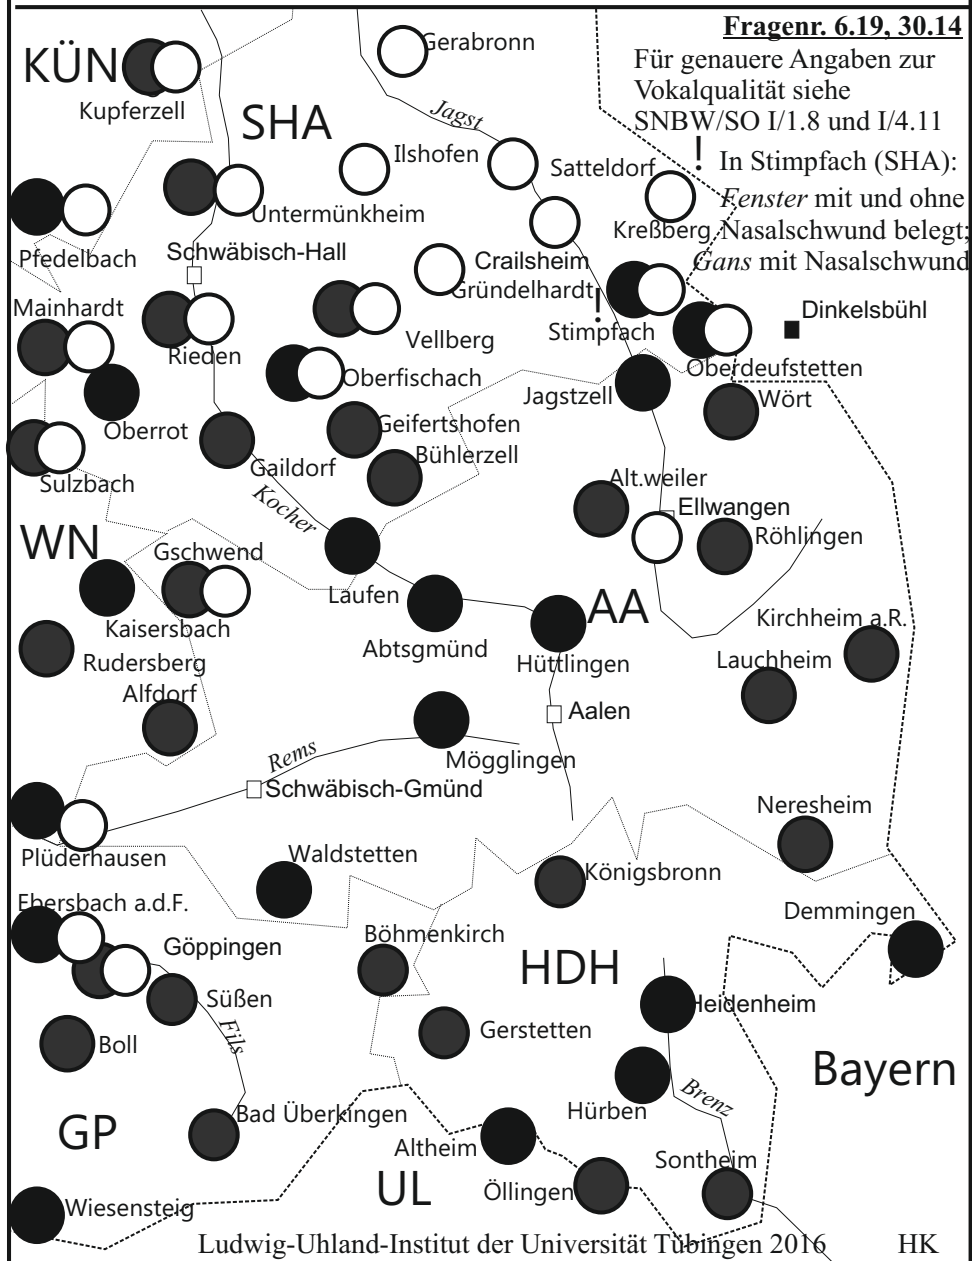 Fragenr. 6.19, 30.14
Für genauere Angaben zur
Vokalqualität siehe
SNBW/SO I/1.8 und I/4.11
! In Stimpfach (SHA):
Fenster mit und ohne
Nasalschwund belegt;
Gans mit Nasalschwund
KÜN
Kupferzell
Gerabronn
SHA
Jagst
Ilshofen
Satteldorf
Untermünkheim
Kreßberg
Pfedelbach
Schwäbisch-Hall
Crailsheim
Gründelhardt
!
Mainhardt
Dinkelsbühl
Stimpfach
Vellberg
Rieden
Oberdeufstetten
Oberfischach
Jagstzell
Wört
Oberrot
Geifertshofen
Bühlerzell
Gaildorf
Sulzbach
Alt.weiler
Kocher
Ellwangen
WN
Röhlingen
Gschwend
Laufen
AA
Kaisersbach
Kirchheim a.R.
Abtsgmünd
Hüttlingen
Lauchheim
Rudersberg
Alfdorf
Aalen
Rems
Mögglingen
Schwäbisch-Gmünd
Neresheim
Plüderhausen
Waldstetten
Königsbronn
Ebersbach a.d.F.
Demmingen
Göppingen
Böhmenkirch
HDH
Süßen
Heidenheim
Fils
Gerstetten
Boll
Bayern
Brenz
Hürben
Bad Überkingen
GP
Altheim
Sontheim
UL
Öllingen
Wiesensteig
Ludwig-Uhland-Institut der Universität Tübingen 2016 HK